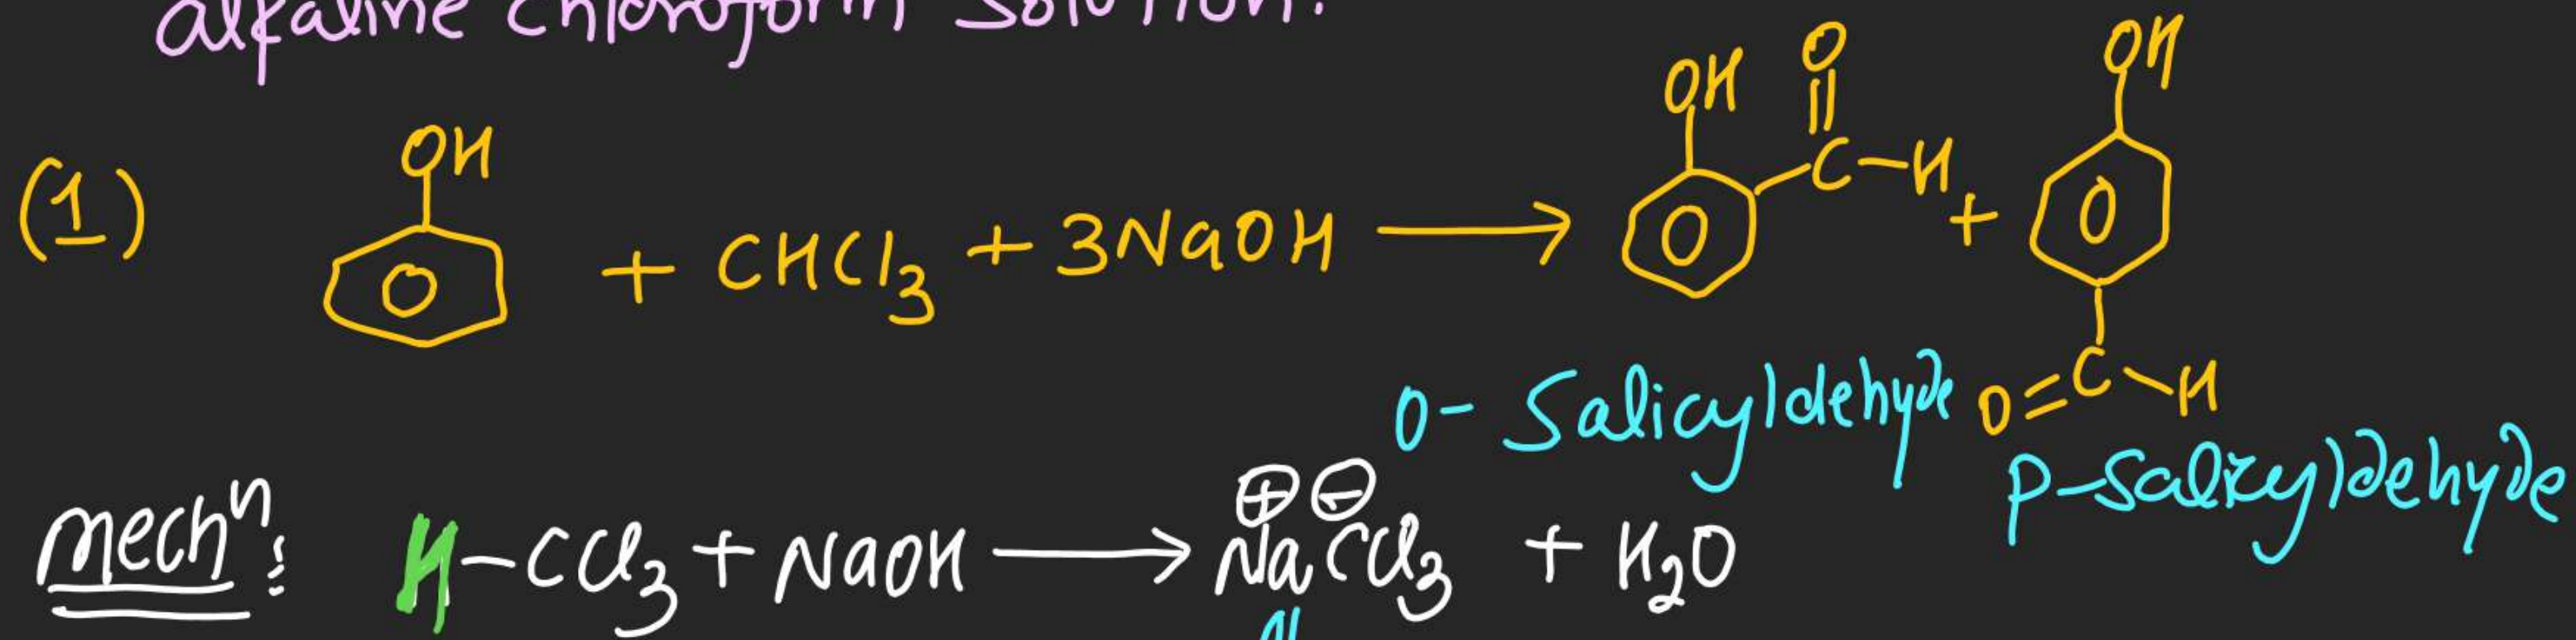 alkaline chloroform solution.
(1) OH + CHCl3 + 3NaOH ⟶ OH O || C-H + OH O=C-H
O- Salicyldehyde
p-salicyldehyde
mechⁿ: H-CCl3 + NaOH ⟶ Na⊕ ⊖CCl3 + H2O